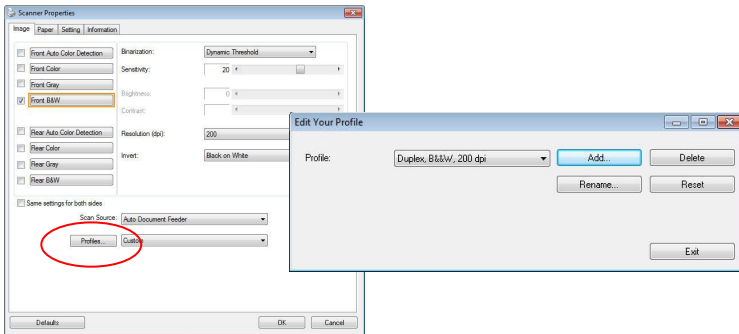 Scanner Properties
Image Paper Setting Information
Front Auto Color Detection
Front Color
Front Gray
Front B&W
Rear Auto Color Detection
Rear Color
Rear Gray
Rear B&W
Binarization: Dynamic Threshold
Sensitivity: 20
Brightness: 0
Contrast:
Resolution (dpi): 200
Invert: Black on White
Same settings for both sides
Scan Source: Auto Document Feeder
Profiles... Custom
Defaults OK Cancel
Edit Your Profile
Profile: Duplex, B&&W, 200 dpi Add... Delete
Rename... Reset
Exit